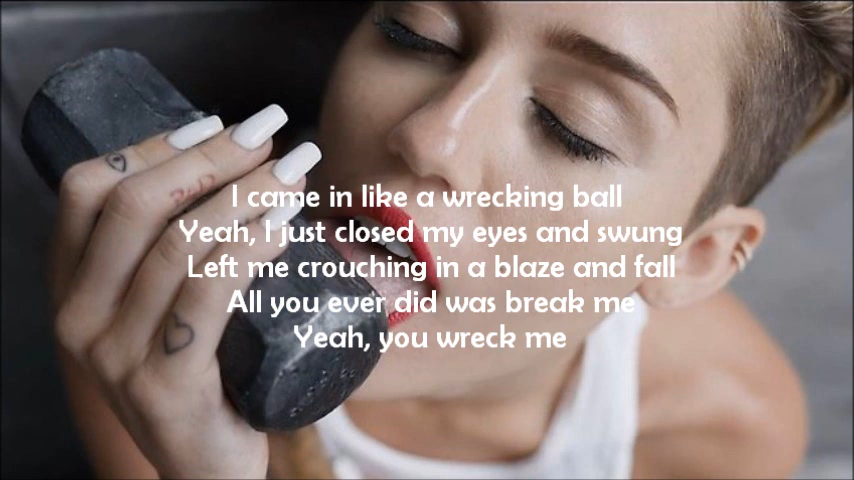 I came in like a wrecking ball
Yeah, I just closed my eyes and swung
Left me crouching in a blaze and fall
All you ever did was break me
Yeah, you wreck me